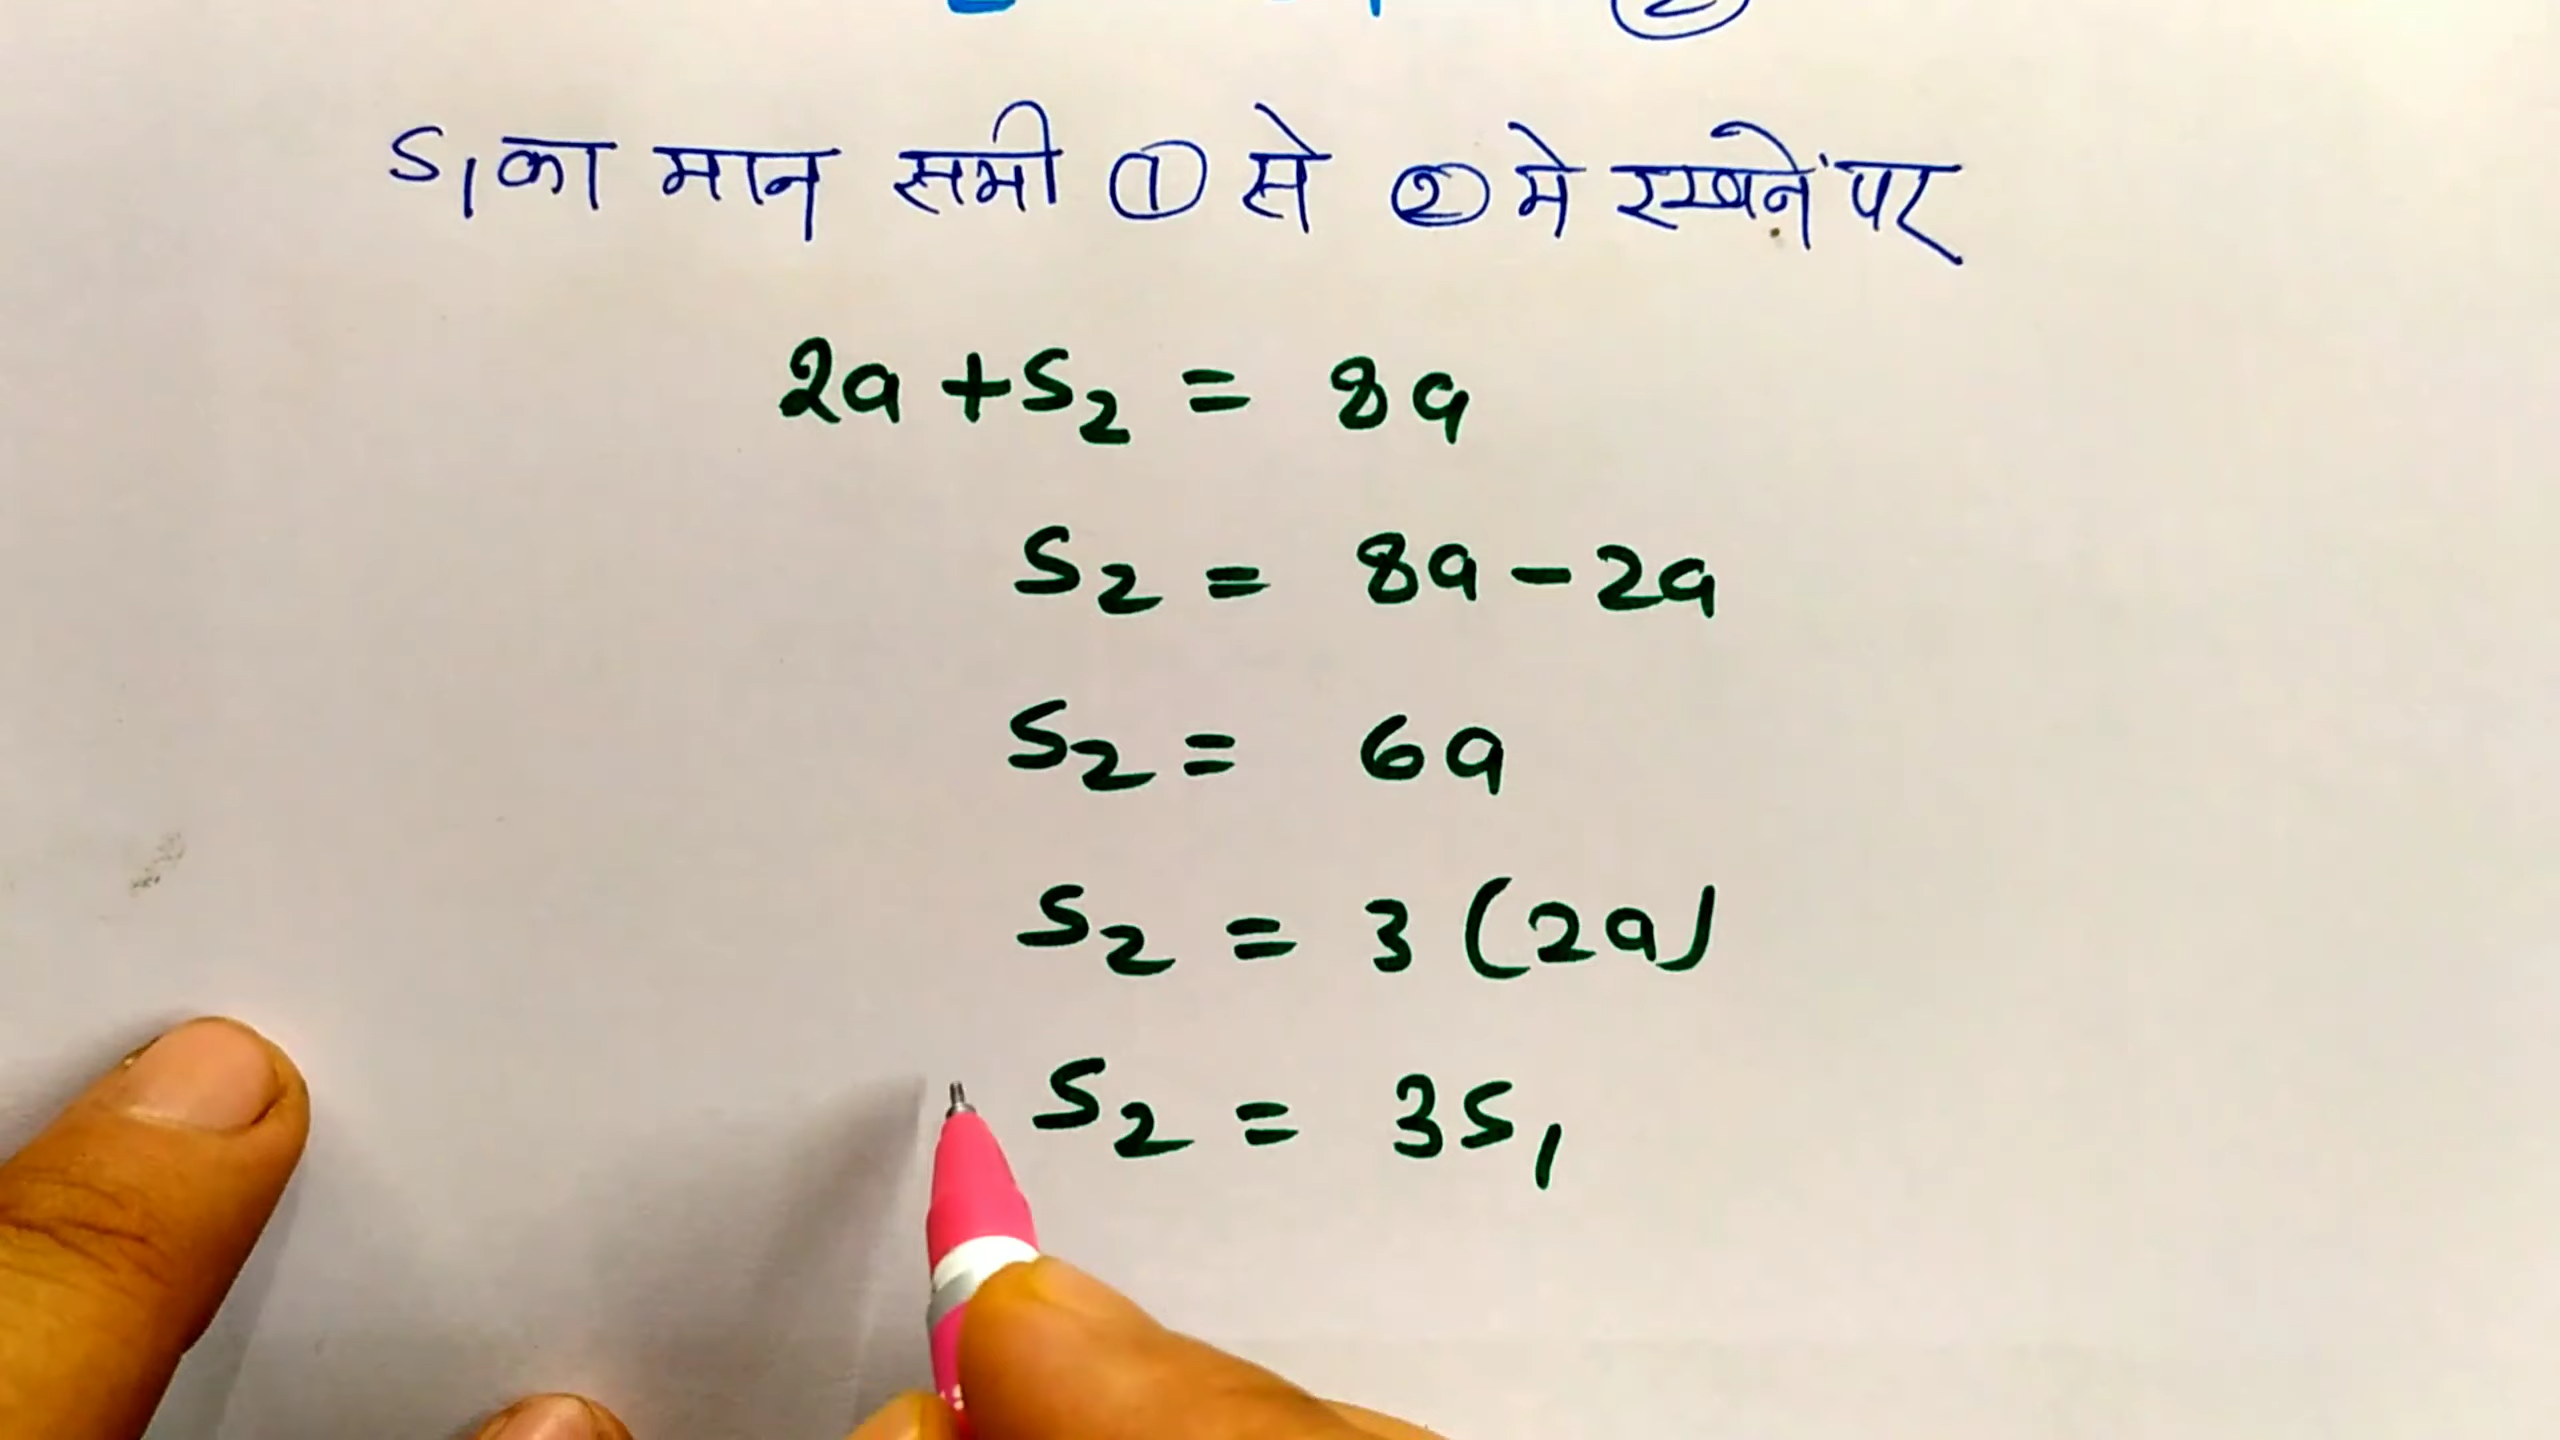 ②
S₁ का मान समी ① से ② मे रखनें पर
2a + S₂ = 8a
S₂ = 8a - 2a
S₂ = 6a
S₂ = 3 (2a)
S₂ = 3S₁